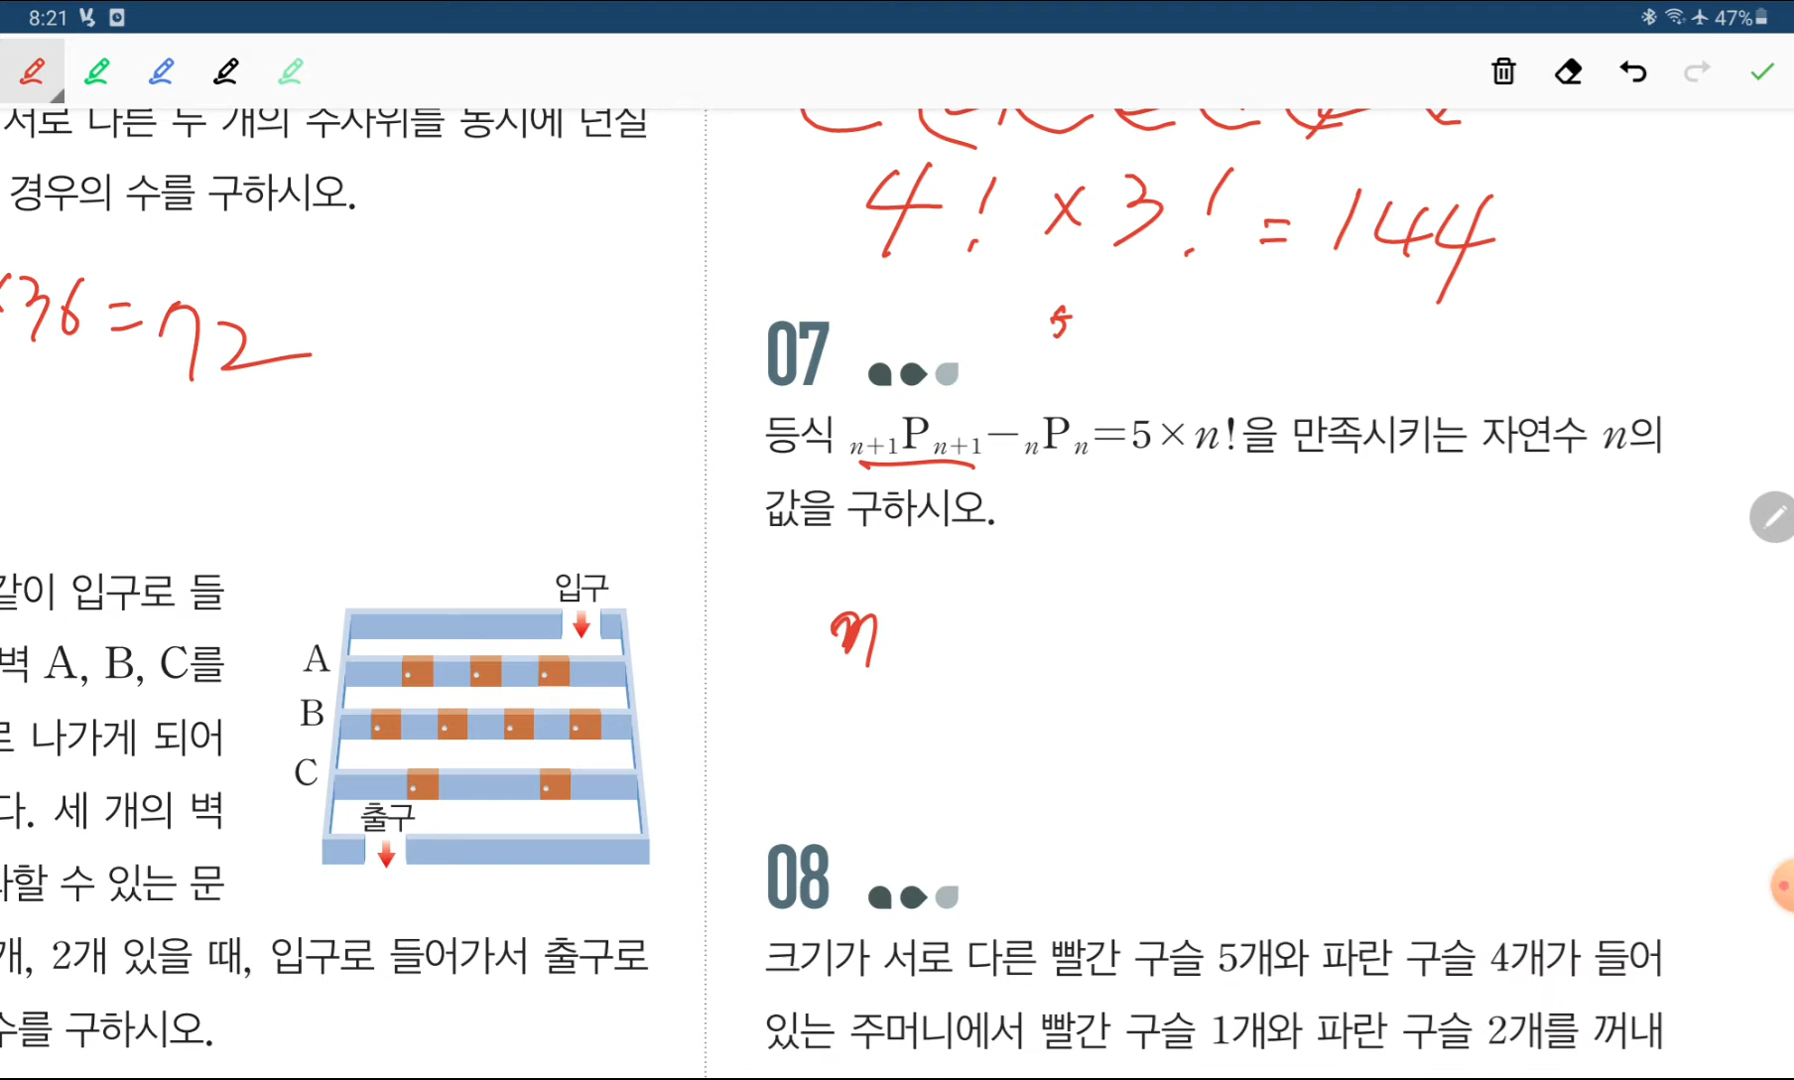 8:21
47%
서로 다른 두 개의 주사위를 동시에 던질
경우의 수를 구하시오.
×36=72
같이 입구로 들
벽 A, B, C를
로 나가게 되어
다. 세 개의 벽
과할 수 있는 문
개, 2개 있을 때, 입구로 들어가서 출구로
수를 구하시오.
입구
A
B
C
출구
4! × 3! = 144
5
07
등식 n+1Pn+1−nPn=5×n!을 만족시키는 자연수 n의
값을 구하시오.
n
08
크기가 서로 다른 빨간 구슬 5개와 파란 구슬 4개가 들어
있는 주머니에서 빨간 구슬 1개와 파란 구슬 2개를 꺼내